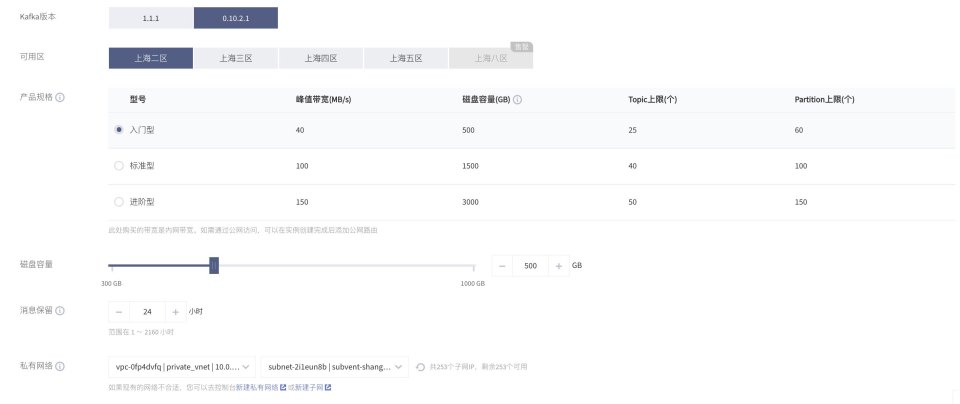 Kafka版本 1.1.1 0.10.2.1
售罄
可用区 上海二区 上海三区 上海四区 上海五区 上海八区
产品规格 型号 峰值带宽(MB/s) 磁盘容量(GB) Topic上限(个) Partition上限(个)
入门型 40 500 25 60
标准型 100 1500 40 100
进阶型 150 3000 50 150
此处购买的带宽是内网带宽，如需通过公网访问，可以在实例创建完成后添加公网路由
磁盘容量 − 500 + GB
300 GB 1000 GB
消息保留 − 24 + 小时
范围在 1 ～ 2160 小时
私有网络 vpc-0fp4dvfq | private_vnet | 10.0.... subnet-2i1eun8b | subvent-shang... 共253个子网IP，剩余253个可用
如果现有的网络不合适，您可以去控制台新建私有网络 或新建子网